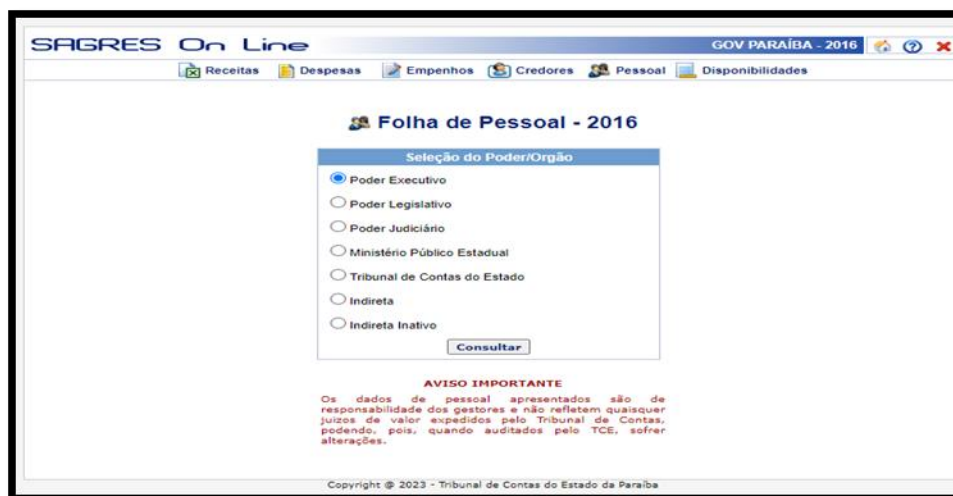 SAGRES On Line
GOV PARAÍBA - 2016
Receitas Despesas Empenhos Credores Pessoal Disponibilidades
Folha de Pessoal - 2016
Seleção do Poder/Orgão
Poder Executivo
Poder Legislativo
Poder Judiciário
Ministério Público Estadual
Tribunal de Contas do Estado
Indireta
Indireta Inativo
Consultar
AVISO IMPORTANTE
Os dados de pessoal apresentados são de
responsabilidade dos gestores e não refletem quaisquer
juizos de valor expedidos pelo Tribunal de Contas,
podendo, pois, quando auditados pelo TCE, sofrer
alterações.
Copyright @ 2023 - Tribunal de Contas do Estado da Paraíba